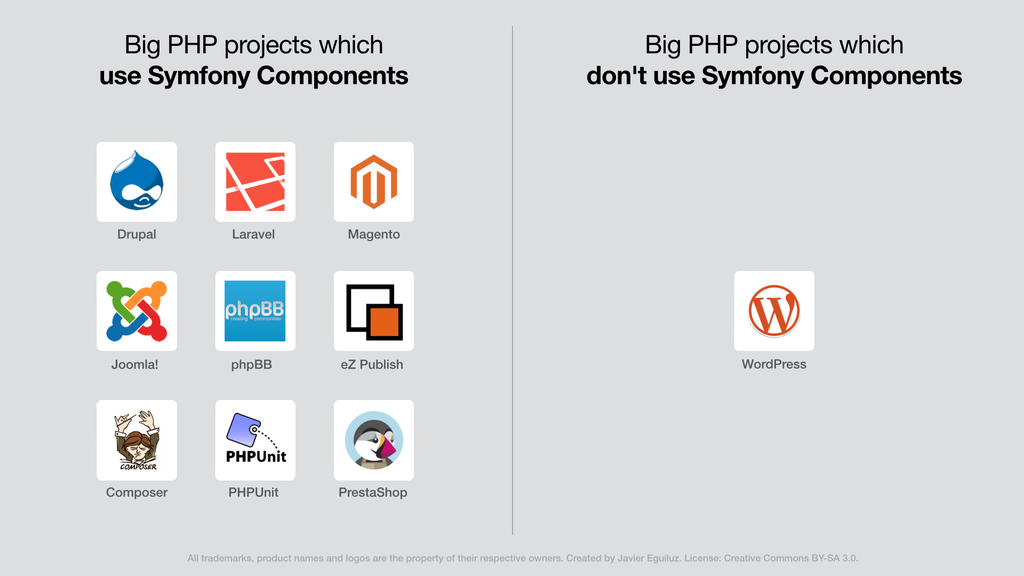 Big PHP projects which
use Symfony Components
Big PHP projects which
don't use Symfony Components
Drupal
Laravel
Magento
phpBB
creating communities
Joomla!
phpBB
eZ Publish
WordPress
COMPOSER
PHPUnit
Composer
PHPUnit
PrestaShop
All trademarks, product names and logos are the property of their respective owners. Created by Javier Eguiluz. License: Creative Commons BY-SA 3.0.